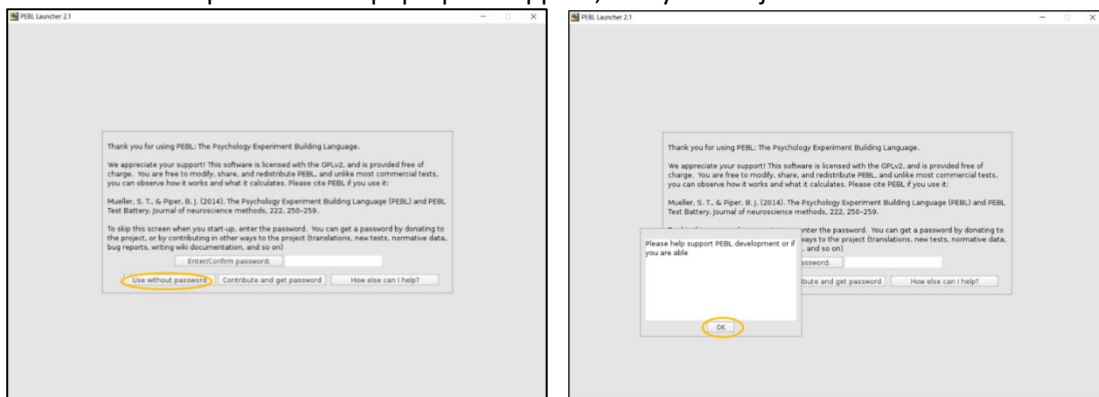 PEBL Launcher 2.1
Thank you for using PEBL: The Psychology Experiment Building Language.
We appreciate your support! This software is licensed with the GPLv2, and is provided free of
charge. You are free to modify, share, and redistribute PEBL, and unlike most commercial tests,
you can observe how it works and what it calculates. Please cite PEBL if you use it:
Mueller, S. T., & Piper, B. J. (2014). The Psychology Experiment Building Language (PEBL) and PEBL
Test Battery. Journal of neuroscience methods, 222, 250-259.
To skip this screen when you start-up, enter the password. You can get a password by donating to
the project, or by contributing in other ways to the project (translations, new tests, normative data,
bug reports, writing wiki documentation, and so on)
Enter/Confirm password:
Use without password Contribute and get password How else can I help?
PEBL Launcher 2.1
Thank you for using PEBL: The Psychology Experiment Building Language.
We appreciate your support! This software is licensed with the GPLv2, and is provided free of
charge. You are free to modify, share, and redistribute PEBL, and unlike most commercial tests,
you can observe how it works and what it calculates. Please cite PEBL if you use it:
Mueller, S. T., & Piper, B. J. (2014). The Psychology Experiment Building Language (PEBL) and PEBL
Test Battery. Journal of neuroscience methods, 222, 250-259.
enter the password. You can get a password by donating to
ways to the project (translations, new tests, normative data,
, and so on)
Please help support PEBL development or if
you are able
assword:
ibute and get password How else can I help?
OK